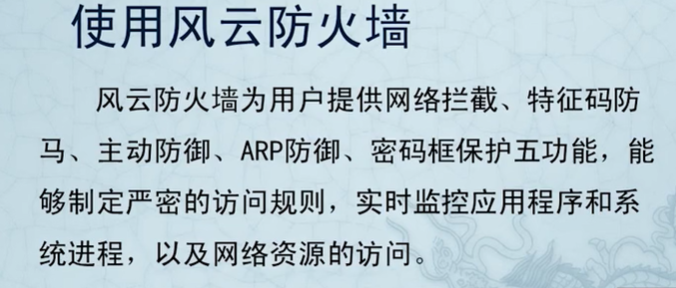 使用风云防火墙
风云防火墙为用户提供网络拦截、特征码防
马、主动防御、ARP防御、密码框保护五功能，能
够制定严密的访问规则，实时监控应用程序和系
统进程，以及网络资源的访问。